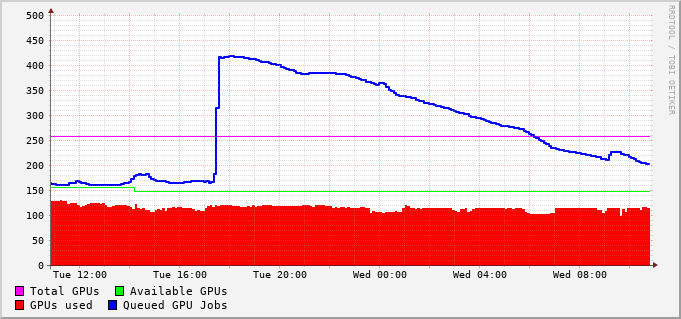 500
450
400
350
300
250
200
150
100
50
0
Tue 12:00 Tue 16:00 Tue 20:00 Wed 00:00 Wed 04:00 Wed 08:00
Total GPUs Available GPUs
GPUs used Queued GPU Jobs
RRDTOOL / TOBI OETIKER